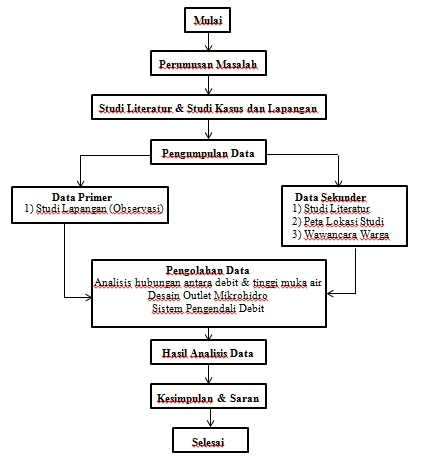 Mulai
Perumusan Masalah
Studi Literatur & Studi Kasus dan Lapangan
Pengumpulan Data
Data Primer
1) Studi Lapangan (Observasi)
Data Sekunder
1) Studi Literatur
2) Peta Lokasi Studi
3) Wawancara Warga
Pengolahan Data
Analisis hubungan antara debit & tinggi muka air
Desain Outlet Mikrohidro
Sistem Pengendali Debit
Hasil Analisis Data
Kesimpulan & Saran
Selesai